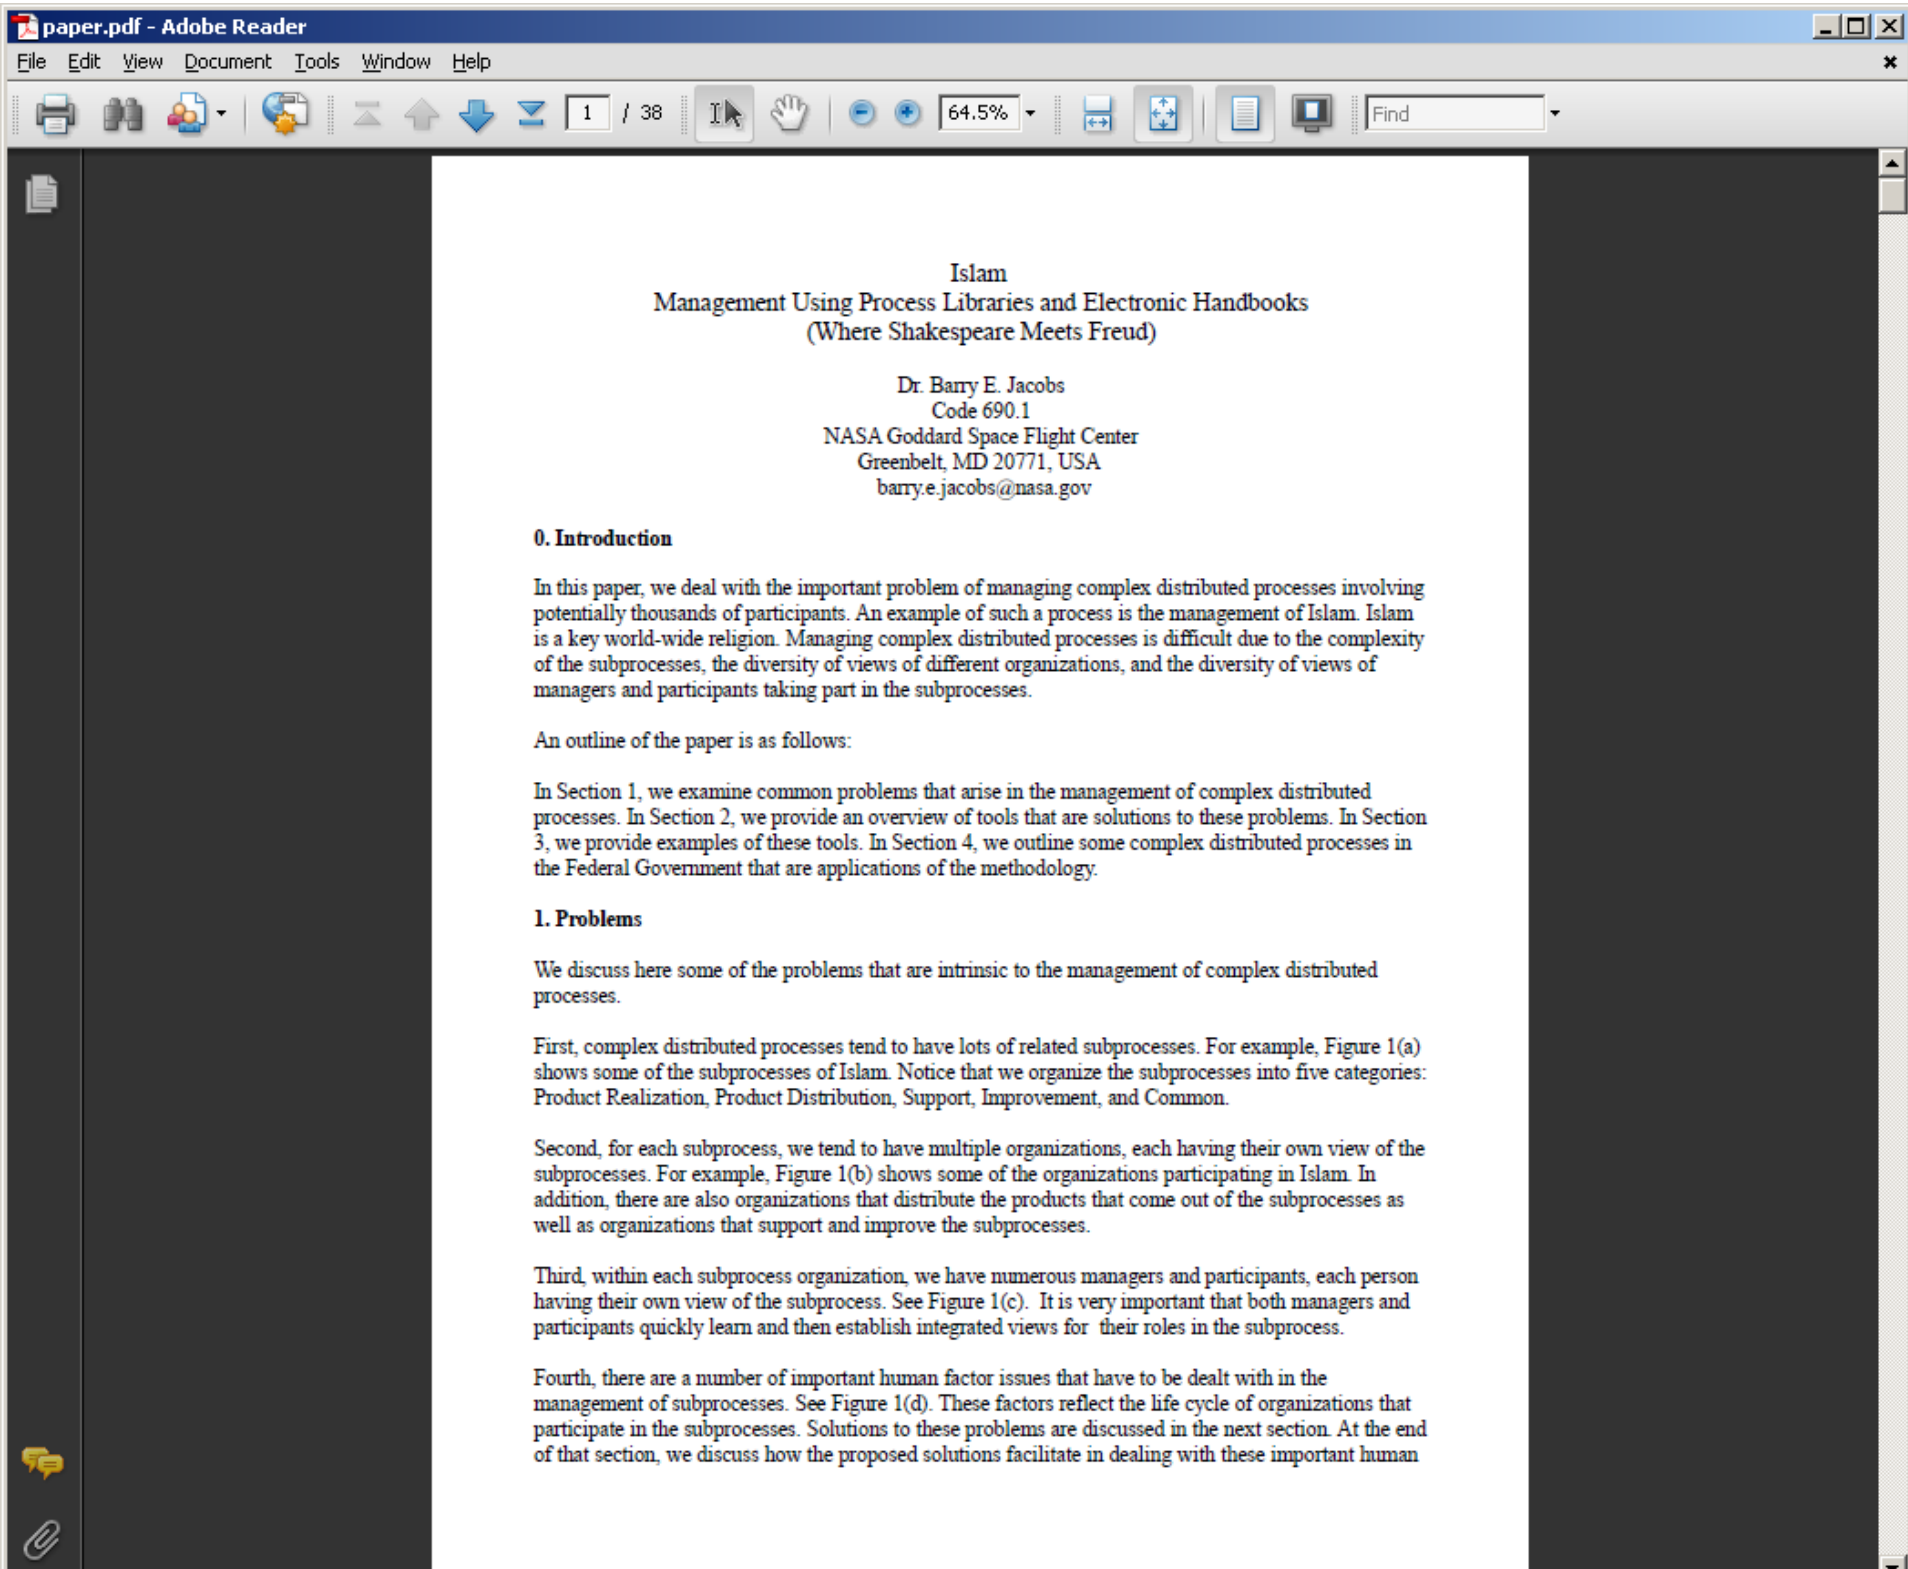 paper.pdf - Adobe Reader
File Edit View Document Tools Window Help
1 / 38 64.5% Find
Islam
Management Using Process Libraries and Electronic Handbooks
(Where Shakespeare Meets Freud)
Dr. Barry E. Jacobs
Code 690.1
NASA Goddard Space Flight Center
Greenbelt, MD 20771, USA
barry.e.jacobs@nasa.gov
0. Introduction
In this paper, we deal with the important problem of managing complex distributed processes involving
potentially thousands of participants. An example of such a process is the management of Islam. Islam
is a key world-wide religion. Managing complex distributed processes is difficult due to the complexity
of the subprocesses, the diversity of views of different organizations, and the diversity of views of
managers and participants taking part in the subprocesses.
An outline of the paper is as follows:
In Section 1, we examine common problems that arise in the management of complex distributed
processes. In Section 2, we provide an overview of tools that are solutions to these problems. In Section
3, we provide examples of these tools. In Section 4, we outline some complex distributed processes in
the Federal Government that are applications of the methodology.
1. Problems
We discuss here some of the problems that are intrinsic to the management of complex distributed
processes.
First, complex distributed processes tend to have lots of related subprocesses. For example, Figure 1(a)
shows some of the subprocesses of Islam. Notice that we organize the subprocesses into five categories:
Product Realization, Product Distribution, Support, Improvement, and Common.
Second, for each subprocess, we tend to have multiple organizations, each having their own view of the
subprocesses. For example, Figure 1(b) shows some of the organizations participating in Islam. In
addition, there are also organizations that distribute the products that come out of the subprocesses as
well as organizations that support and improve the subprocesses.
Third, within each subprocess organization, we have numerous managers and participants, each person
having their own view of the subprocess. See Figure 1(c). It is very important that both managers and
participants quickly learn and then establish integrated views for their roles in the subprocess.
Fourth, there are a number of important human factor issues that have to be dealt with in the
management of subprocesses. See Figure 1(d). These factors reflect the life cycle of organizations that
participate in the subprocesses. Solutions to these problems are discussed in the next section. At the end
of that section, we discuss how the proposed solutions facilitate in dealing with these important human